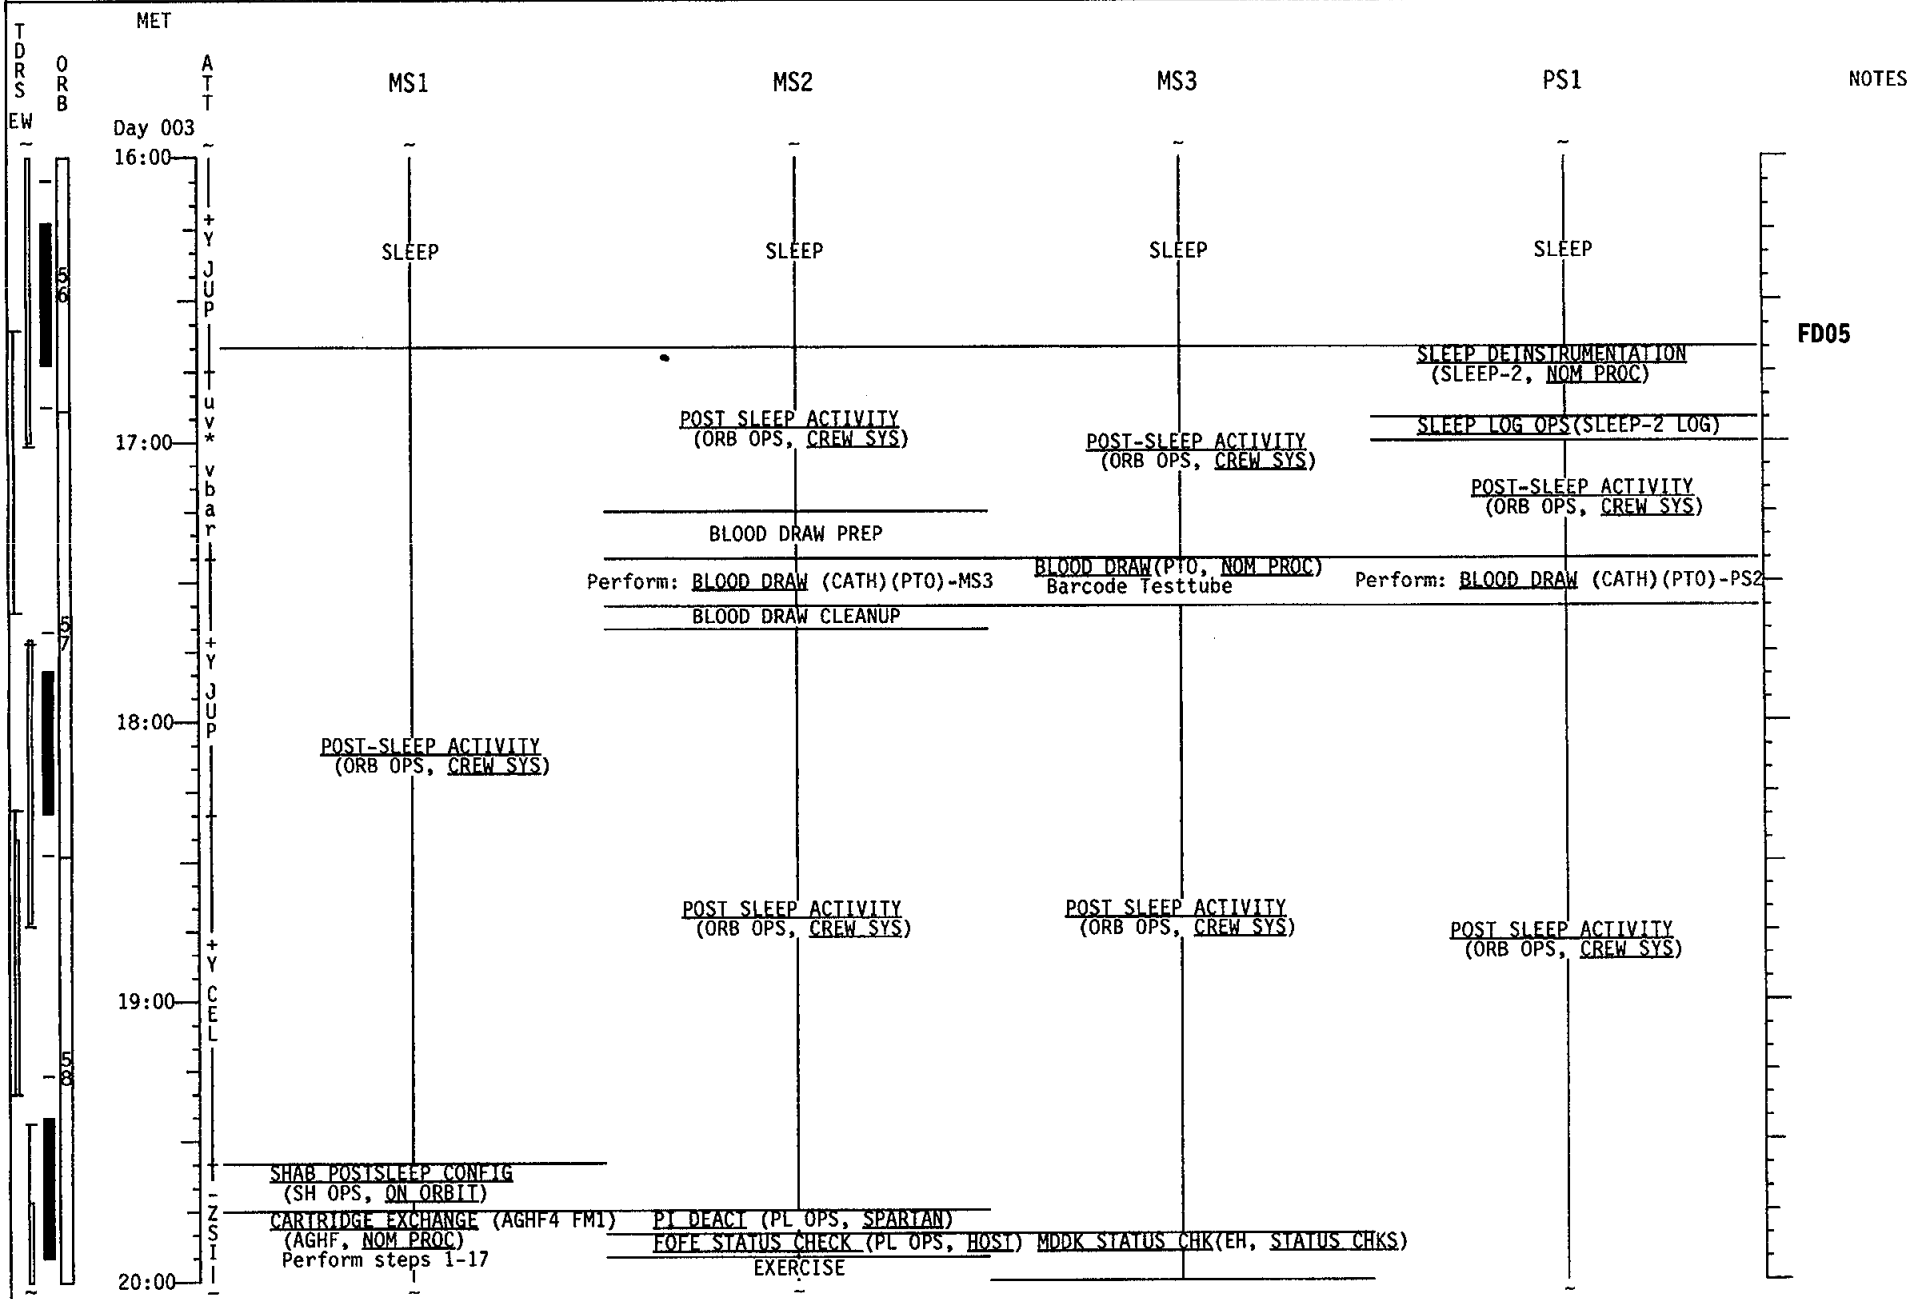 MET
TDRS
EW
ORB
ATT
MS1
MS2
MS3
PS1
NOTES
Day 003
16:00
+Y JUP
56
SLEEP
SLEEP
SLEEP
SLEEP
FD05
SLEEP DEINSTRUMENTATION
(SLEEP-2, NOM PROC)
uv* vbar
POST SLEEP ACTIVITY
(ORB OPS, CREW SYS)
SLEEP LOG OPS(SLEEP-2 LOG)
17:00
POST-SLEEP ACTIVITY
(ORB OPS, CREW SYS)
POST-SLEEP ACTIVITY
(ORB OPS, CREW SYS)
BLOOD DRAW PREP
Perform: BLOOD DRAW (CATH)(PTO)-MS3
BLOOD DRAW(PTO, NOM PROC)
Barcode Testtube
Perform: BLOOD DRAW (CATH)(PTO)-PS2
BLOOD DRAW CLEANUP
57
+Y JUP
18:00
POST-SLEEP ACTIVITY
(ORB OPS, CREW SYS)
POST SLEEP ACTIVITY
(ORB OPS, CREW SYS)
POST SLEEP ACTIVITY
(ORB OPS, CREW SYS)
POST SLEEP ACTIVITY
(ORB OPS, CREW SYS)
+Y CEL
19:00
58
SHAB POSTSLEEP CONFIG
(SH OPS, ON ORBIT)
-ZSI
CARTRIDGE EXCHANGE (AGHF4 FM1)
(AGHF, NOM PROC)
Perform steps 1-17
PI DEACT (PL OPS, SPARTAN)
FOFE STATUS CHECK (PL OPS, HOST)
MDDK STATUS CHK(EH, STATUS CHKS)
EXERCISE
20:00